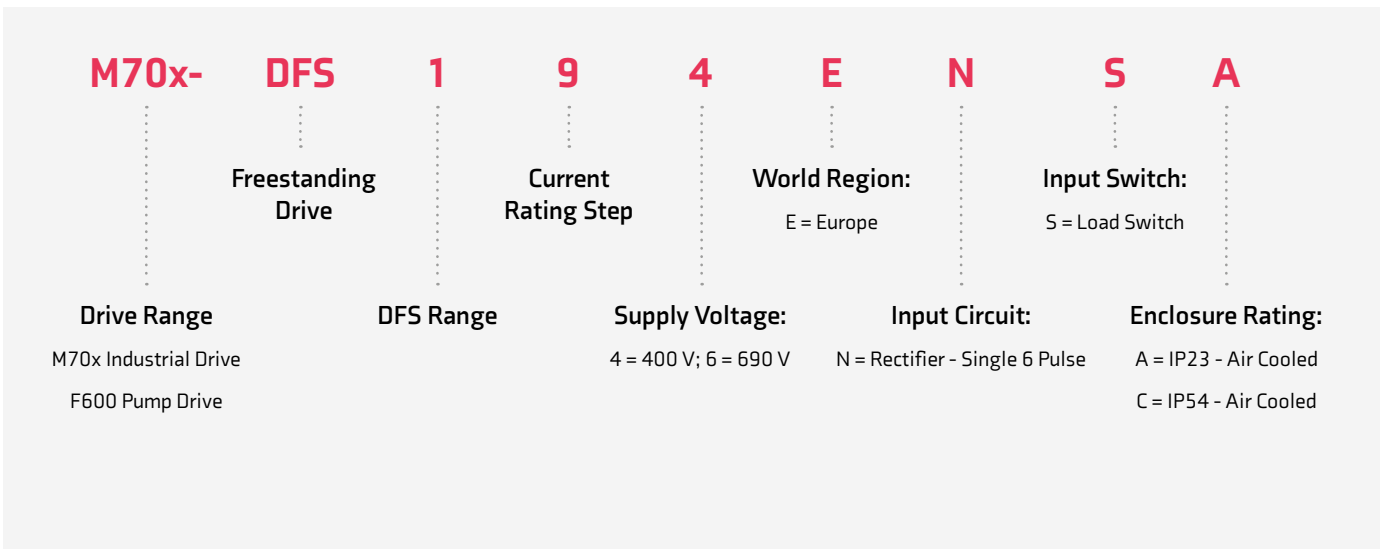 M70x- DFS 1 9 4 E N S A
Freestanding
Drive
Current
Rating Step
World Region:
E = Europe
Input Switch:
S = Load Switch
Drive Range
M70x Industrial Drive
F600 Pump Drive
DFS Range
Supply Voltage:
4 = 400 V; 6 = 690 V
Input Circuit:
N = Rectifier - Single 6 Pulse
Enclosure Rating:
A = IP23 - Air Cooled
C = IP54 - Air Cooled